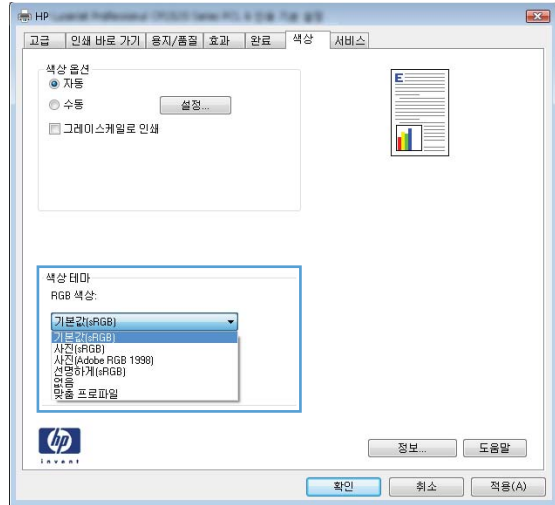 HP
고급 인쇄 바로 가기 용지/품질 효과 완료 색상 서비스
색상 옵션
자동
수동 설정...
그레이스케일로 인쇄
E
색상 테마
RGB 색상:
기본값(sRGB)
기본값(sRGB)
사진(sRGB)
사진(Adobe RGB 1998)
선명하게(sRGB)
없음
맞춤 프로파일
hp
invent
정보... 도움말
확인 취소 적용(A)